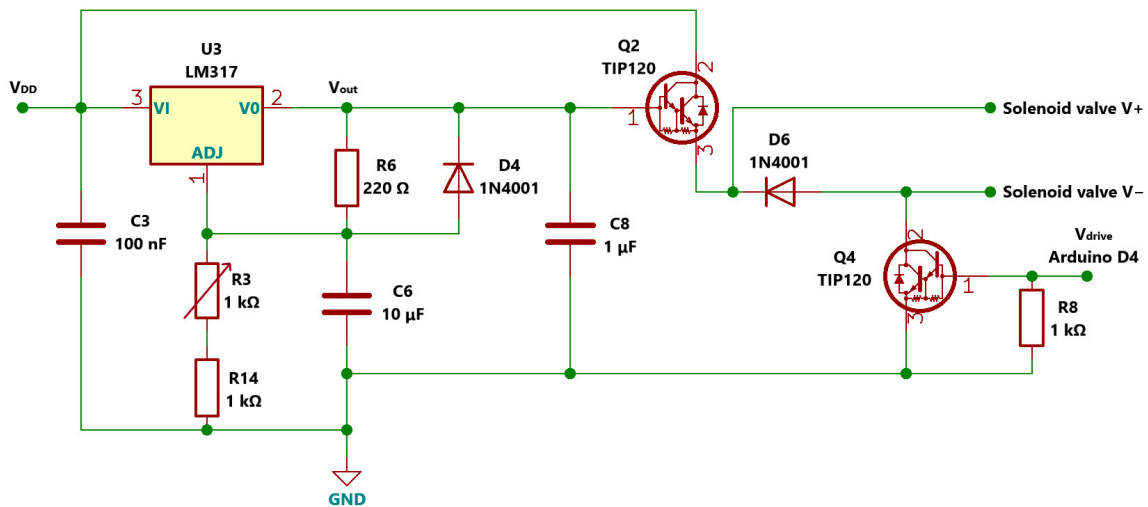 U3
LM317
Q2
TIP120
VDD
3
VI
V0
2
Vout
1
2
3
Solenoid valve V+
ADJ
1
R6
220 Ω
D4
1N4001
D6
1N4001
Solenoid valve V−
C3
100 nF
C8
1 µF
Q4
TIP120
2
1
3
Vdrive
Arduino D4
R3
1 kΩ
C6
10 µF
R8
1 kΩ
R14
1 kΩ
GND